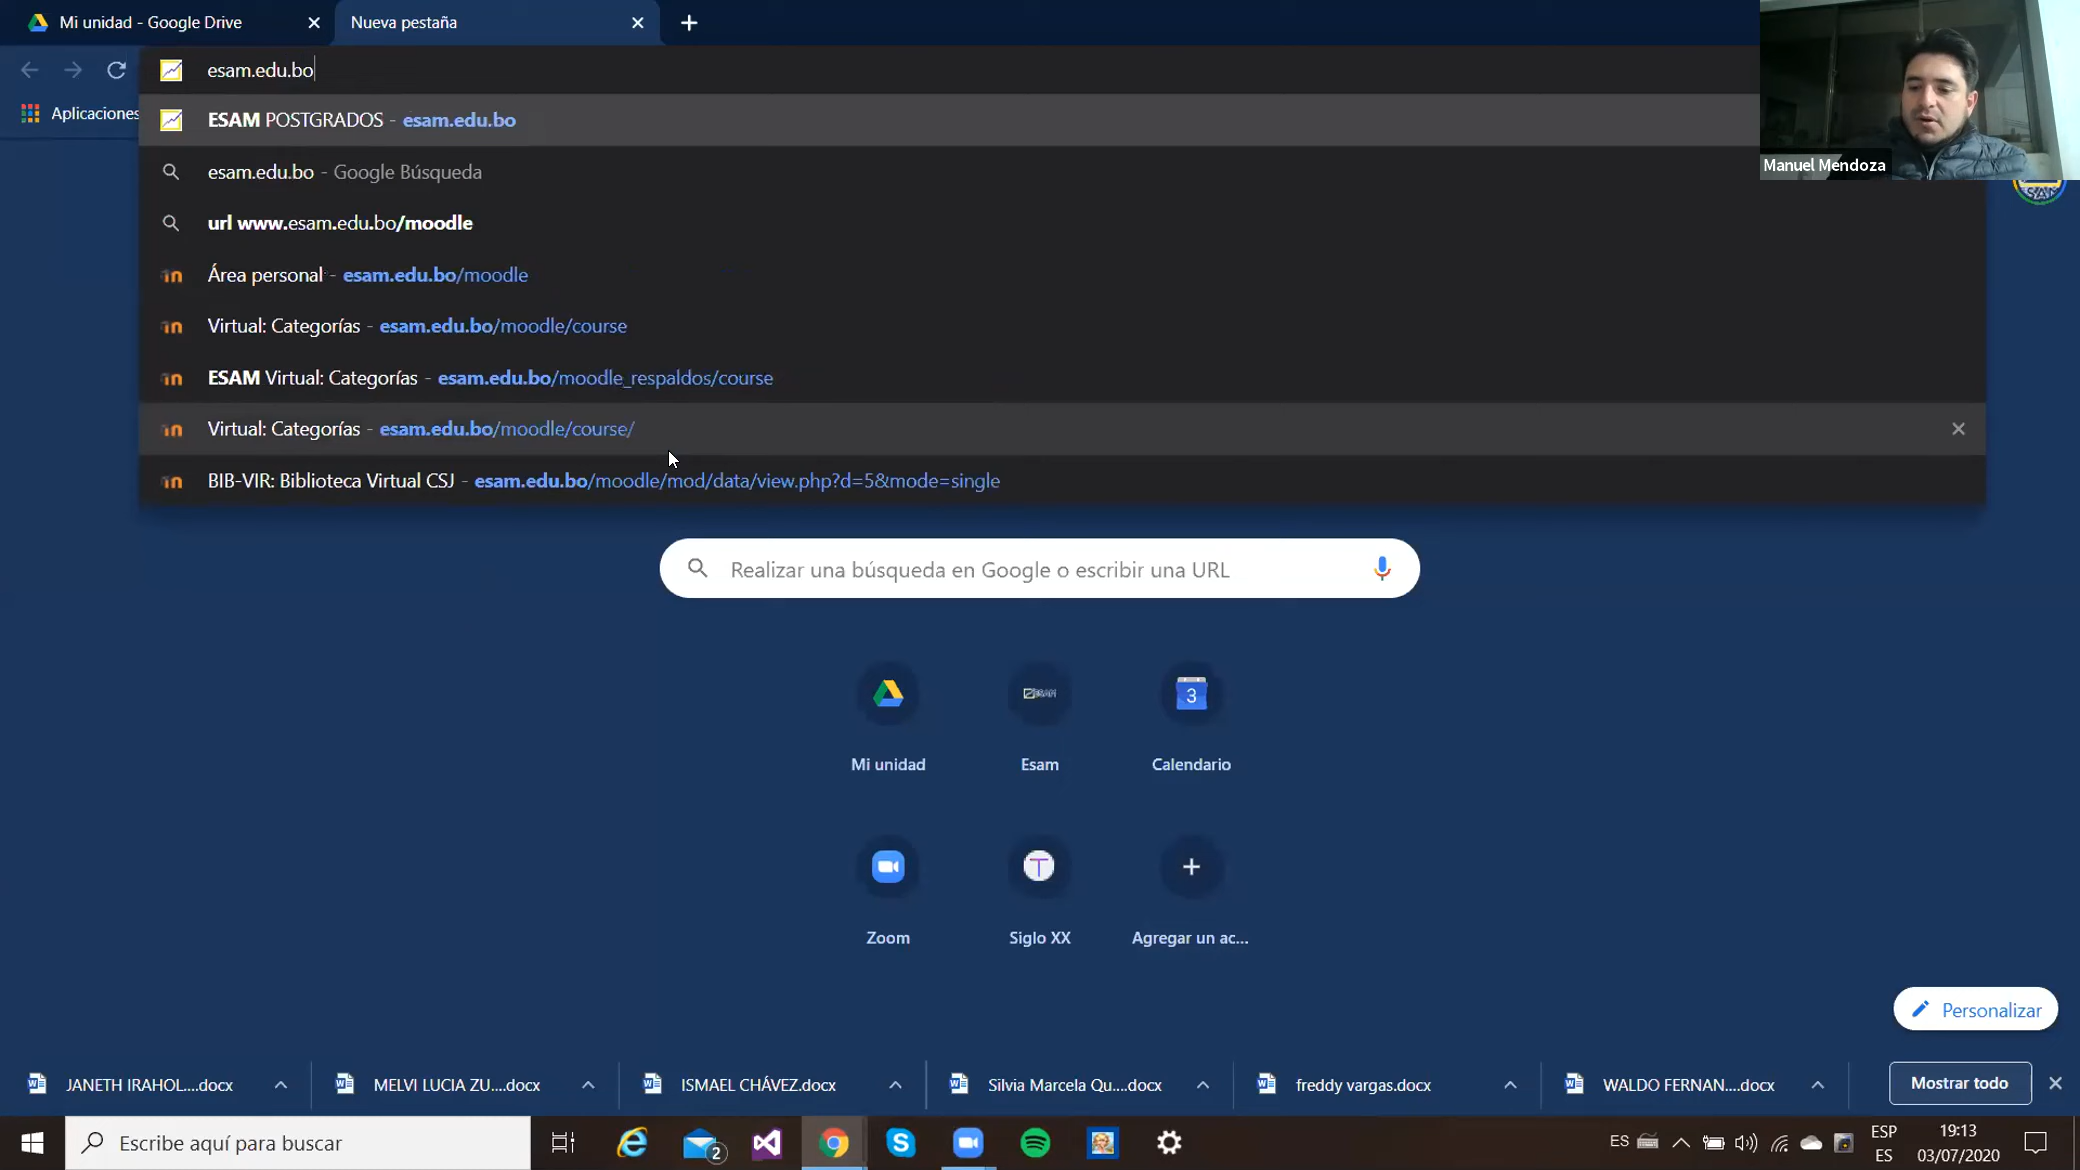 Mi unidad - Google Drive
Nueva pestaña
esam.edu.bo
Aplicaciones
ESAM POSTGRADOS - esam.edu.bo
esam.edu.bo - Google Búsqueda
url www.esam.edu.bo/moodle
Área personal - esam.edu.bo/moodle
Virtual: Categorías - esam.edu.bo/moodle/course
ESAM Virtual: Categorías - esam.edu.bo/moodle_respaldos/course
Virtual: Categorías - esam.edu.bo/moodle/course/
BIB-VIR: Biblioteca Virtual CSJ - esam.edu.bo/moodle/mod/data/view.php?d=5&mode=single
Manuel Mendoza
Realizar una búsqueda en Google o escribir una URL
ESAM
3
Mi unidad
Esam
Calendario
T
Zoom
Siglo XX
Agregar un ac...
Personalizar
JANETH IRAHOL....docx
MELVI LUCIA ZU....docx
ISMAEL CHÁVEZ.docx
Silvia Marcela Qu....docx
freddy vargas.docx
WALDO FERNAN....docx
Mostrar todo
Escribe aquí para buscar
2
ES
ESP
ES
19:13
03/07/2020